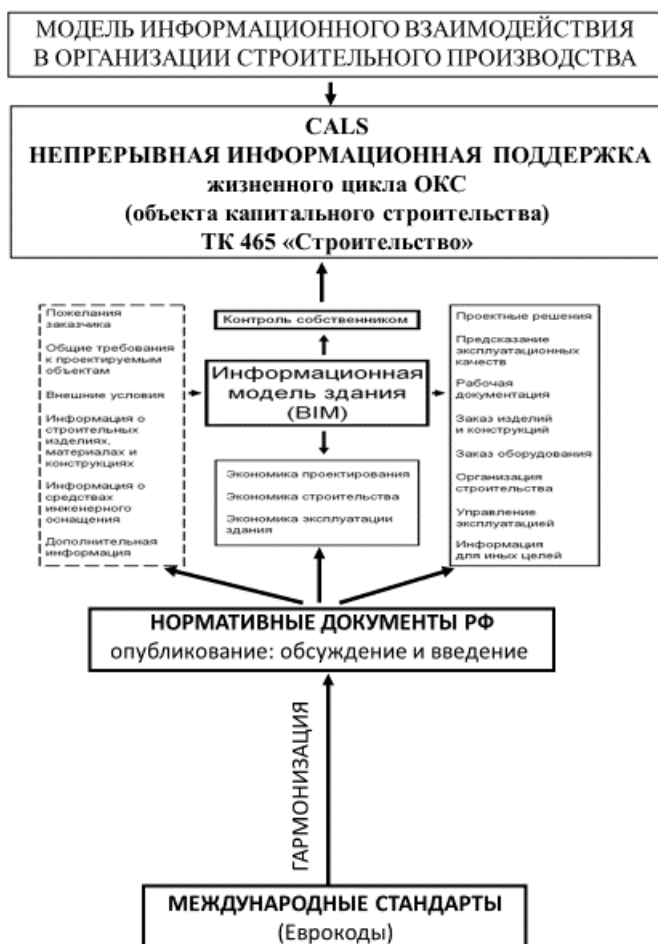 МОДЕЛЬ ИНФОРМАЦИОННОГО ВЗАИМОДЕЙСТВИЯ
В ОРГАНИЗАЦИИ СТРОИТЕЛЬНОГО ПРОИЗВОДСТВА
CALS
НЕПРЕРЫВНАЯ ИНФОРМАЦИОННАЯ ПОДДЕРЖКА
жизненного цикла ОКС
(объекта капитального строительства)
ТК 465 «Строительство»
Пожелания
заказчика
Общие требования
к проектируемым
объектам
Внешние условия
Информация о
строительных
изделиях,
материалах и
конструкциях
Информация о
средствах
инженерного
оснащения
Дополнительная
информация
Контроль собственником
Информационная
модель здания
(BIM)
Экономика проектирования
Экономика строительства
Экономика эксплуатации
здания
Проектные решения
Предсказание
эксплуатационных
качеств
Рабочая
документация
Заказ изделий
и конструкций
Заказ оборудования
Организация
строительства
Управление
эксплуатацией
Информация
для иных целей
НОРМАТИВНЫЕ ДОКУМЕНТЫ РФ
опубликование: обсуждение и введение
ГАРМОНИЗАЦИЯ
МЕЖДУНАРОДНЫЕ СТАНДАРТЫ
(Еврокоды)